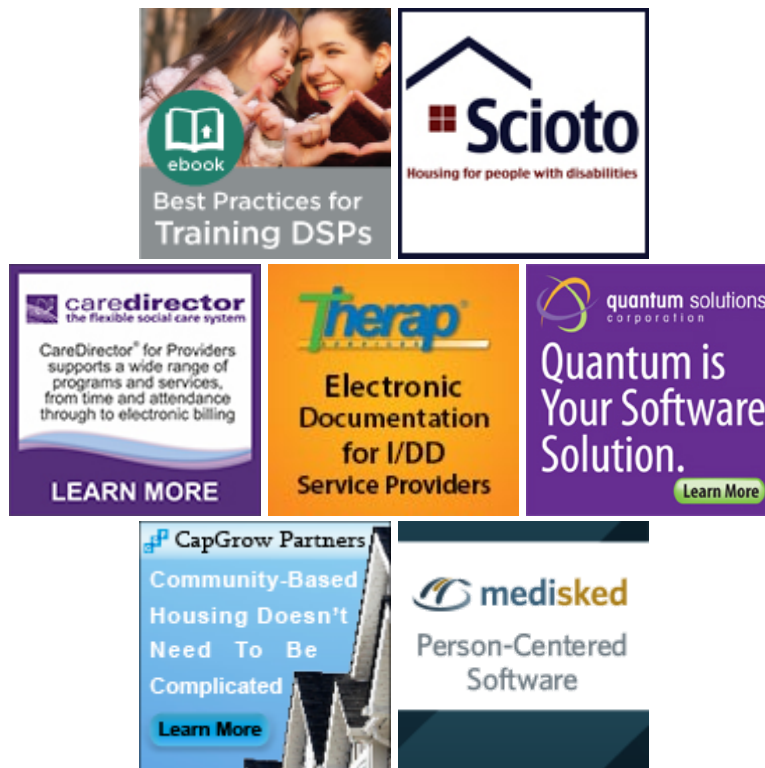 ebook
Best Practices for
Training DSPs
Scioto
Housing for people with disabilities
caredirector
the flexible social care system
CareDirector® for Providers
supports a wide range of
programs and services,
from time and attendance
through to electronic billing
LEARN MORE
Therap®
SERVICES
Electronic
Documentation
for I/DD
Service Providers
quantum solutions
corporation
Quantum is
Your Software
Solution.
Learn More
CapGrow Partners
Community-Based
Housing Doesn't
Need To Be
Complicated
Learn More
medisked
Person-Centered
Software